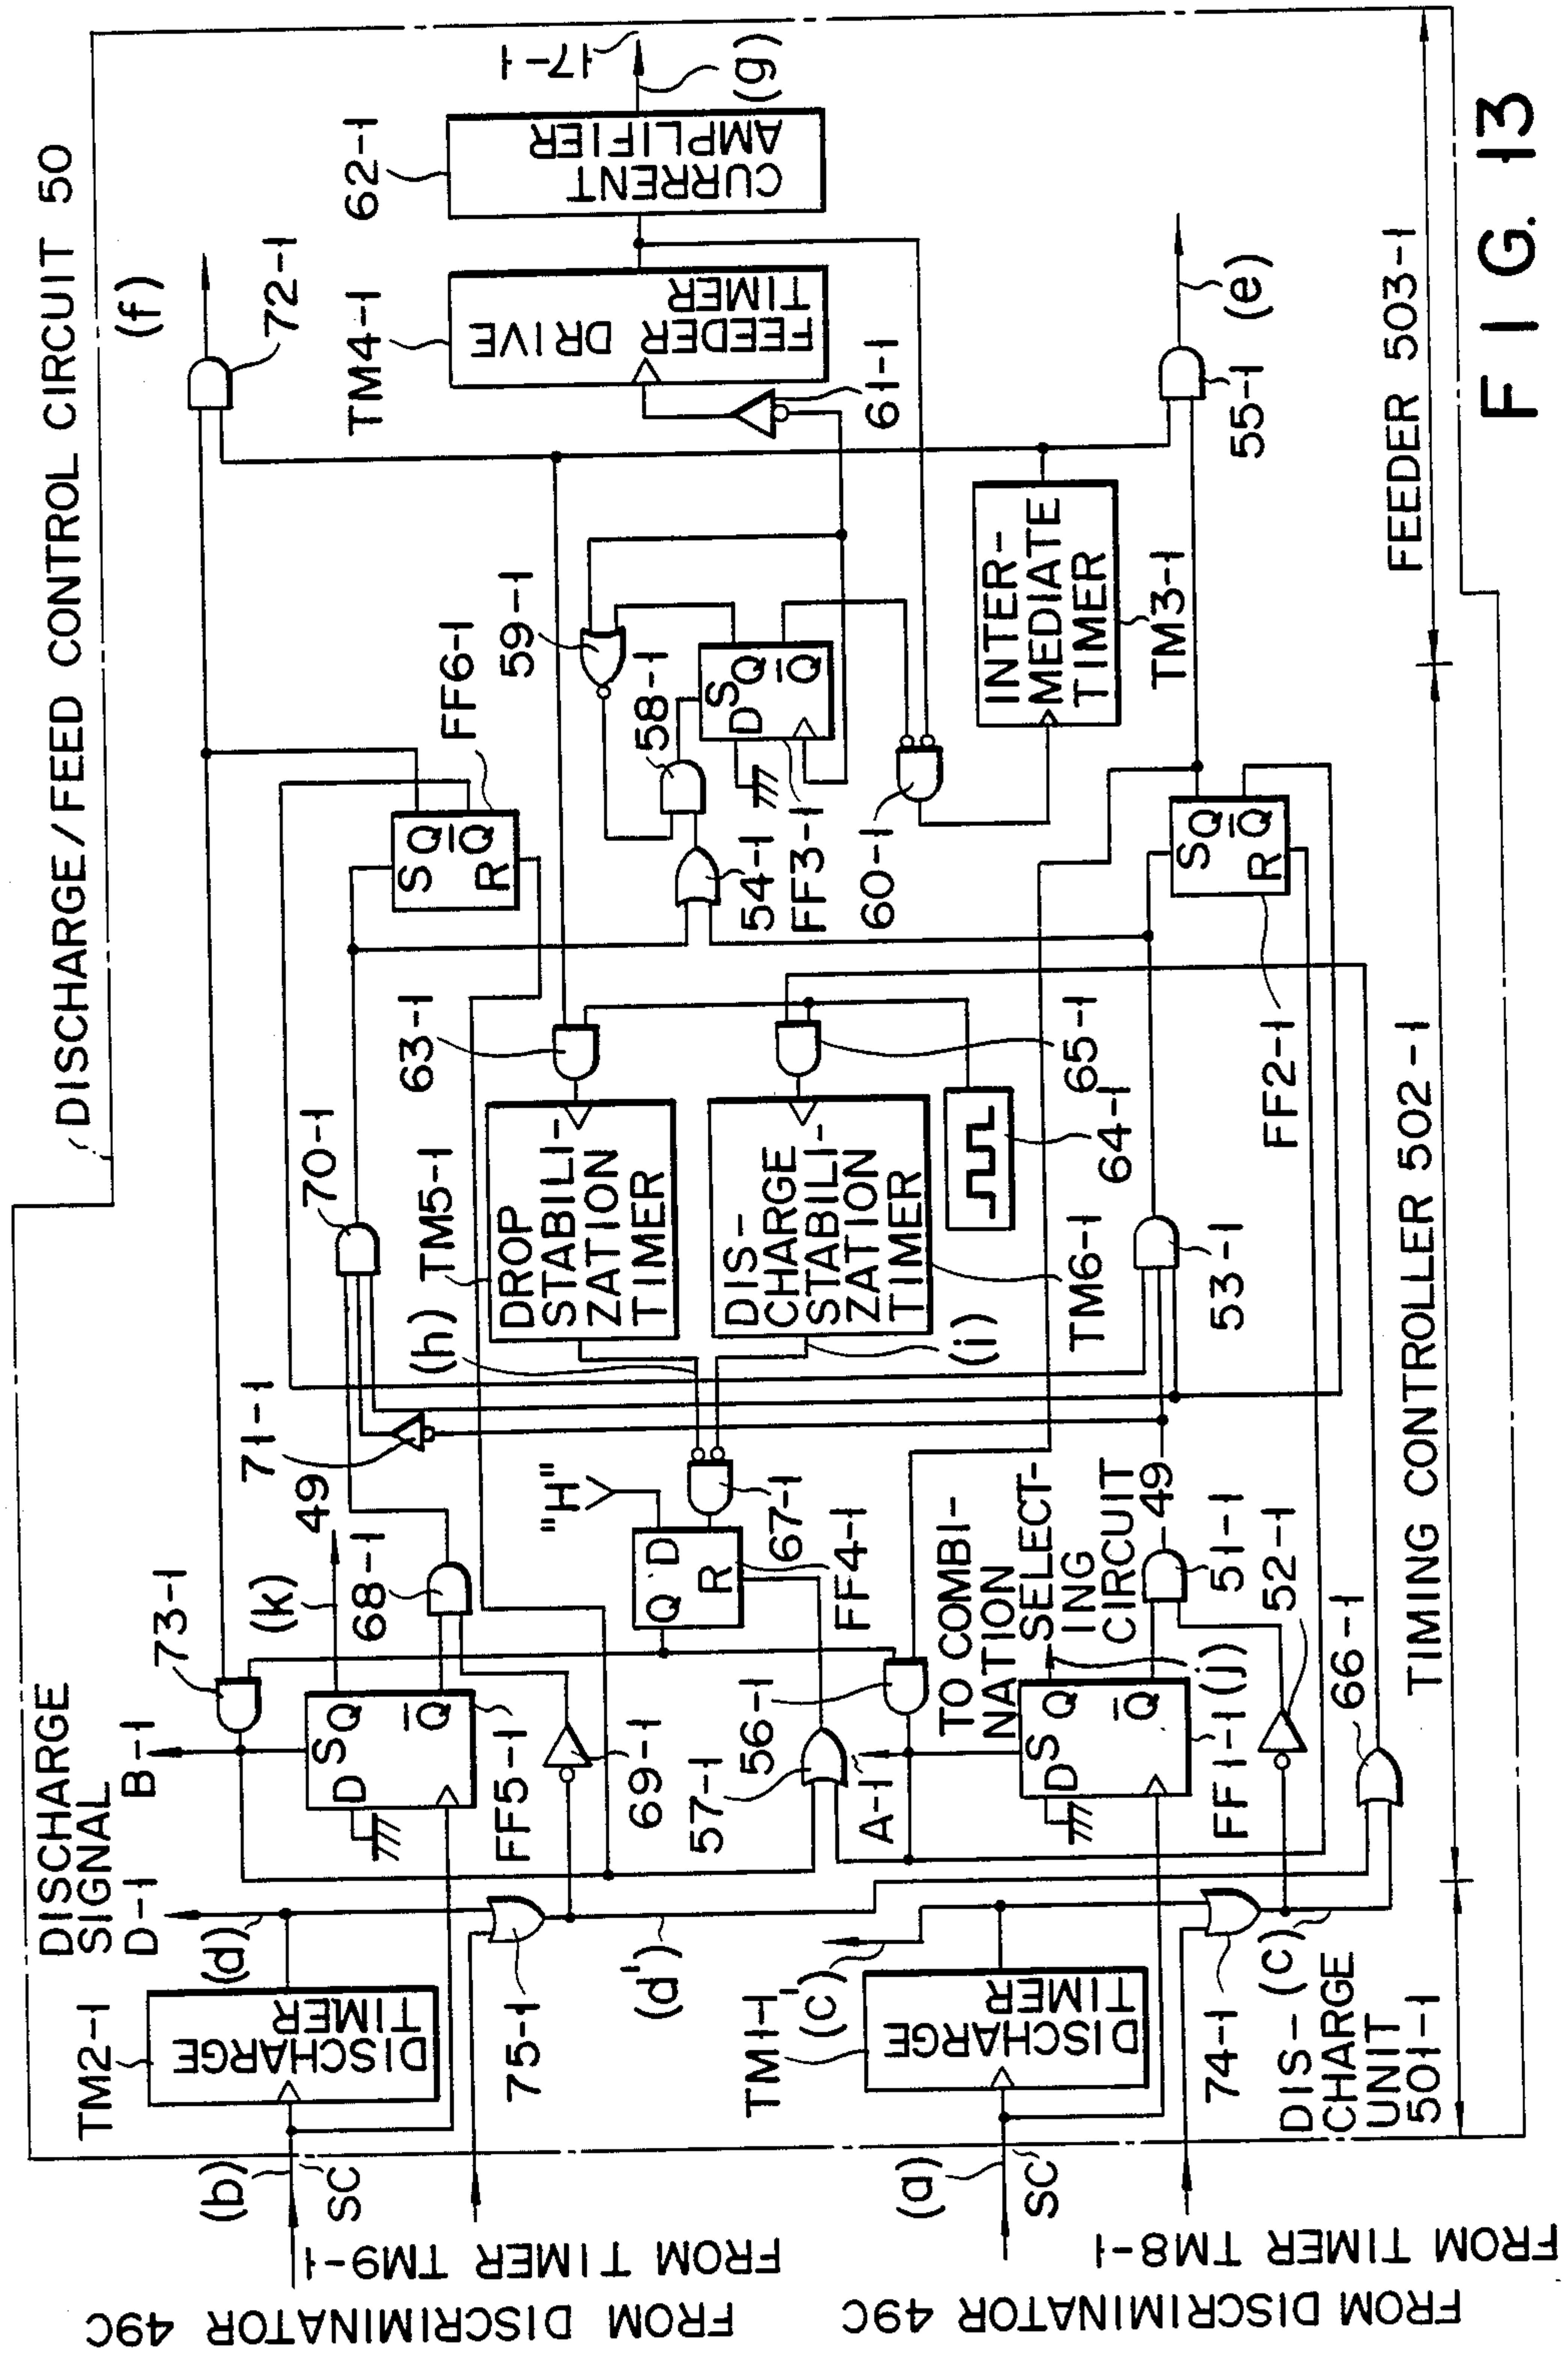 DISCHARGE/FEED CONTROL CIRCUIT 50
DISCHARGE
SIGNAL
D-1
B-1
(d)
TM2-1
DISCHARGE
TIMER
(b)
SC
FROM DISCRIMINATOR 49C
FROM TIMER TM9-1
75-1
(d')
73-1
(k)
49
S
Q
D
Q
FF5-1
68-1
69-1
71-1
70-1
(f)
72-1
S
Q
Q
R
FF6-1
TM5-1
DROP
STABILI-
ZATION
TIMER
(h)
63-1
DIS-
CHARGE
STABILI-
ZATION
TIMER
TM6-1
(i)
65-1
64-1
"H"
Q
D
R
67-1
FF4-1
57-1
56-1
A-1
TO COMBI-
NATION
SELECT-
ING
CIRCUIT
49
(j)
S
Q
D
Q
FF1-1
51-1
52-1
53-1
66-1
FF2-1
S
Q
Q
R
54-1
58-1
59-1
S
D
Q
Q
FF3-1
60-1
INTER-
MEDIATE
TIMER
TM3-1
55-1
(e)
61-1
TM4-1
FEEDER DRIVE
TIMER
62-1
CURRENT
AMPLIFIER
17-1
(g)
TM1-1
DISCHARGE
TIMER
(c')
(a)
SC
FROM DISCRIMINATOR 49C
FROM TIMER TM8-1
74-1
(c)
DIS-
CHARGE
UNIT
501-1
TIMING CONTROLLER 502-1
FEEDER 503-1
FIG. 13